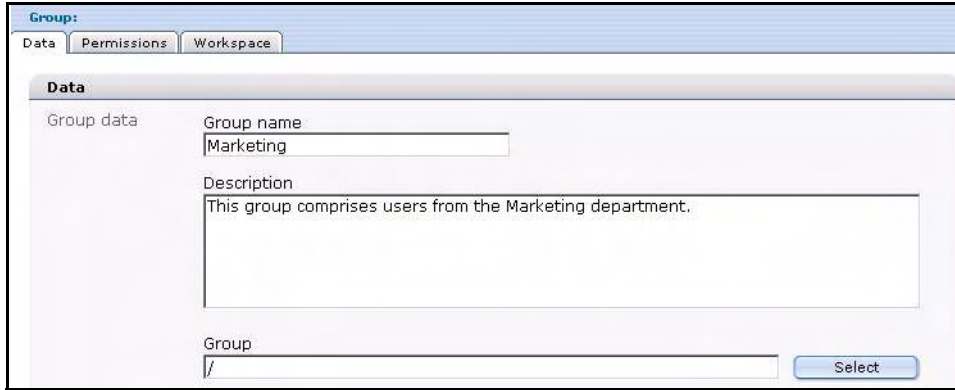 Group:
Data Permissions Workspace
Data
Group data
Group name
Marketing
Description
This group comprises users from the Marketing department.
Group
/
Select